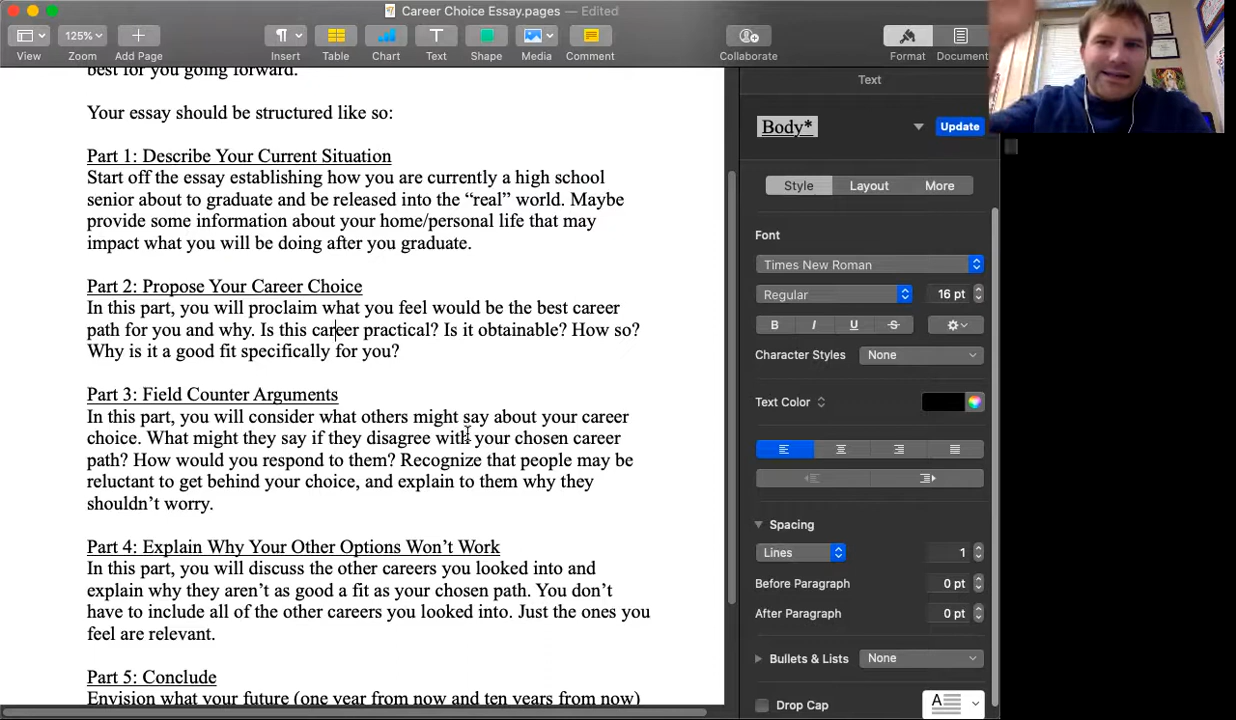 Career Choice Essay.pages — Edited
View
125%
Zoom
Add Page
Insert
Table
Chart
Text
Shape
Media
Comment
Collaborate
Format
Document
best for you going forward.
Your essay should be structured like so:
Part 1: Describe Your Current Situation
Start off the essay establishing how you are currently a high school
senior about to graduate and be released into the “real” world. Maybe
provide some information about your home/personal life that may
impact what you will be doing after you graduate.
Part 2: Propose Your Career Choice
In this part, you will proclaim what you feel would be the best career
path for you and why. Is this career practical? Is it obtainable? How so?
Why is it a good fit specifically for you?
Part 3: Field Counter Arguments
In this part, you will consider what others might say about your career
choice. What might they say if they disagree with your chosen career
path? How would you respond to them? Recognize that people may be
reluctant to get behind your choice, and explain to them why they
shouldn’t worry.
Part 4: Explain Why Your Other Options Won’t Work
In this part, you will discuss the other careers you looked into and
explain why they aren’t as good a fit as your chosen path. You don’t
have to include all of the other careers you looked into. Just the ones you
feel are relevant.
Part 5: Conclude
Envision what your future (one year from now and ten years from now)
Text
Body*
Update
Style
Layout
More
Font
Times New Roman
Regular
16 pt
B I U S
Character Styles
None
Text Color
Spacing
Lines
1
Before Paragraph
0 pt
After Paragraph
0 pt
Bullets & Lists
None
Drop Cap
A